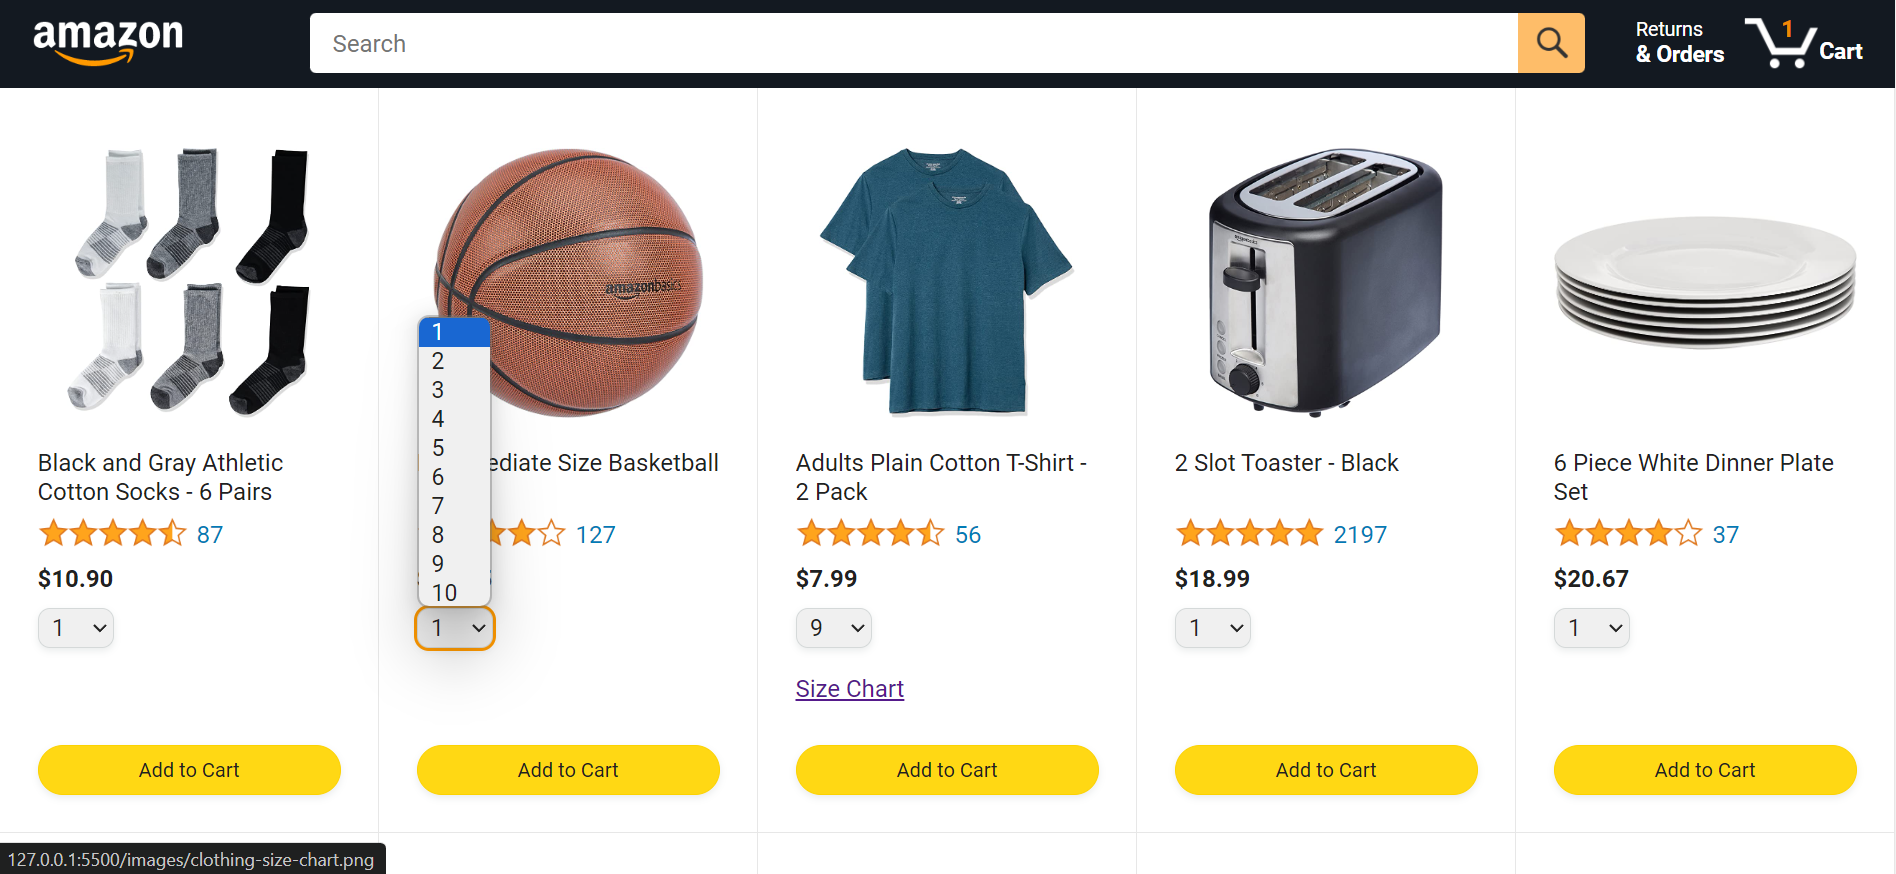 amazon
Search
Returns
& Orders
1
Cart
amazonbasics
1
2
3
4
5
6
7
8
9
10
Black and Gray Athletic
Cotton Socks - 6 Pairs
87
$10.90
1
Size Basketball
127
1
Adults Plain Cotton T-Shirt -
2 Pack
56
$7.99
9
Size Chart
2 Slot Toaster - Black
2197
$18.99
1
6 Piece White Dinner Plate
Set
37
$20.67
1
Add to Cart
Add to Cart
Add to Cart
Add to Cart
Add to Cart
127.0.0.1:5500/images/clothing-size-chart.png